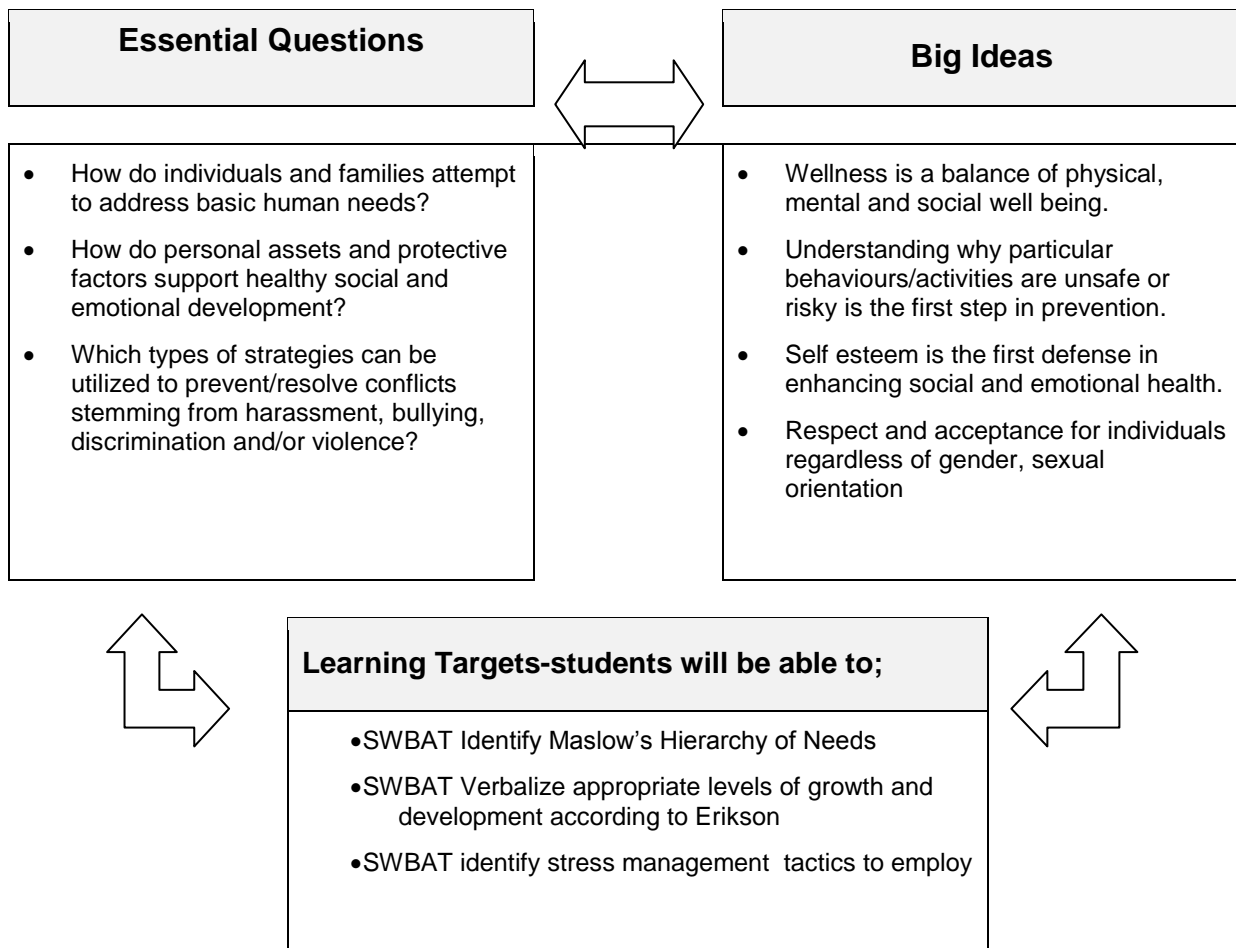 Essential Questions
Big Ideas
• How do individuals and families attempt
to address basic human needs?
• How do personal assets and protective
factors support healthy social and
emotional development?
• Which types of strategies can be
utilized to prevent/resolve conflicts
stemming from harassment, bullying,
discrimination and/or violence?
• Wellness is a balance of physical,
mental and social well being.
• Understanding why particular
behaviours/activities are unsafe or
risky is the first step in prevention.
• Self esteem is the first defense in
enhancing social and emotional health.
• Respect and acceptance for individuals
regardless of gender, sexual
orientation
Learning Targets-students will be able to;
•SWBAT Identify Maslow’s Hierarchy of Needs
•SWBAT Verbalize appropriate levels of growth and
development according to Erikson
•SWBAT identify stress management tactics to employ